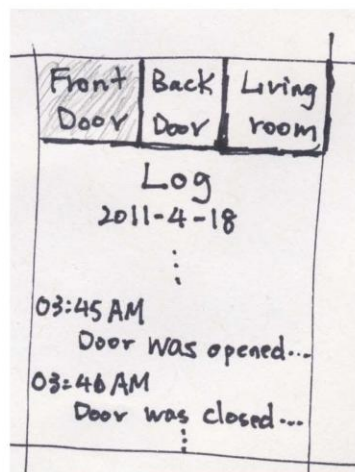 Front Door
Back Door
Living room
Log
2011-4-18
⋮
03:45 AM
Door was opened...
03:46 AM
Door was closed...
⋮